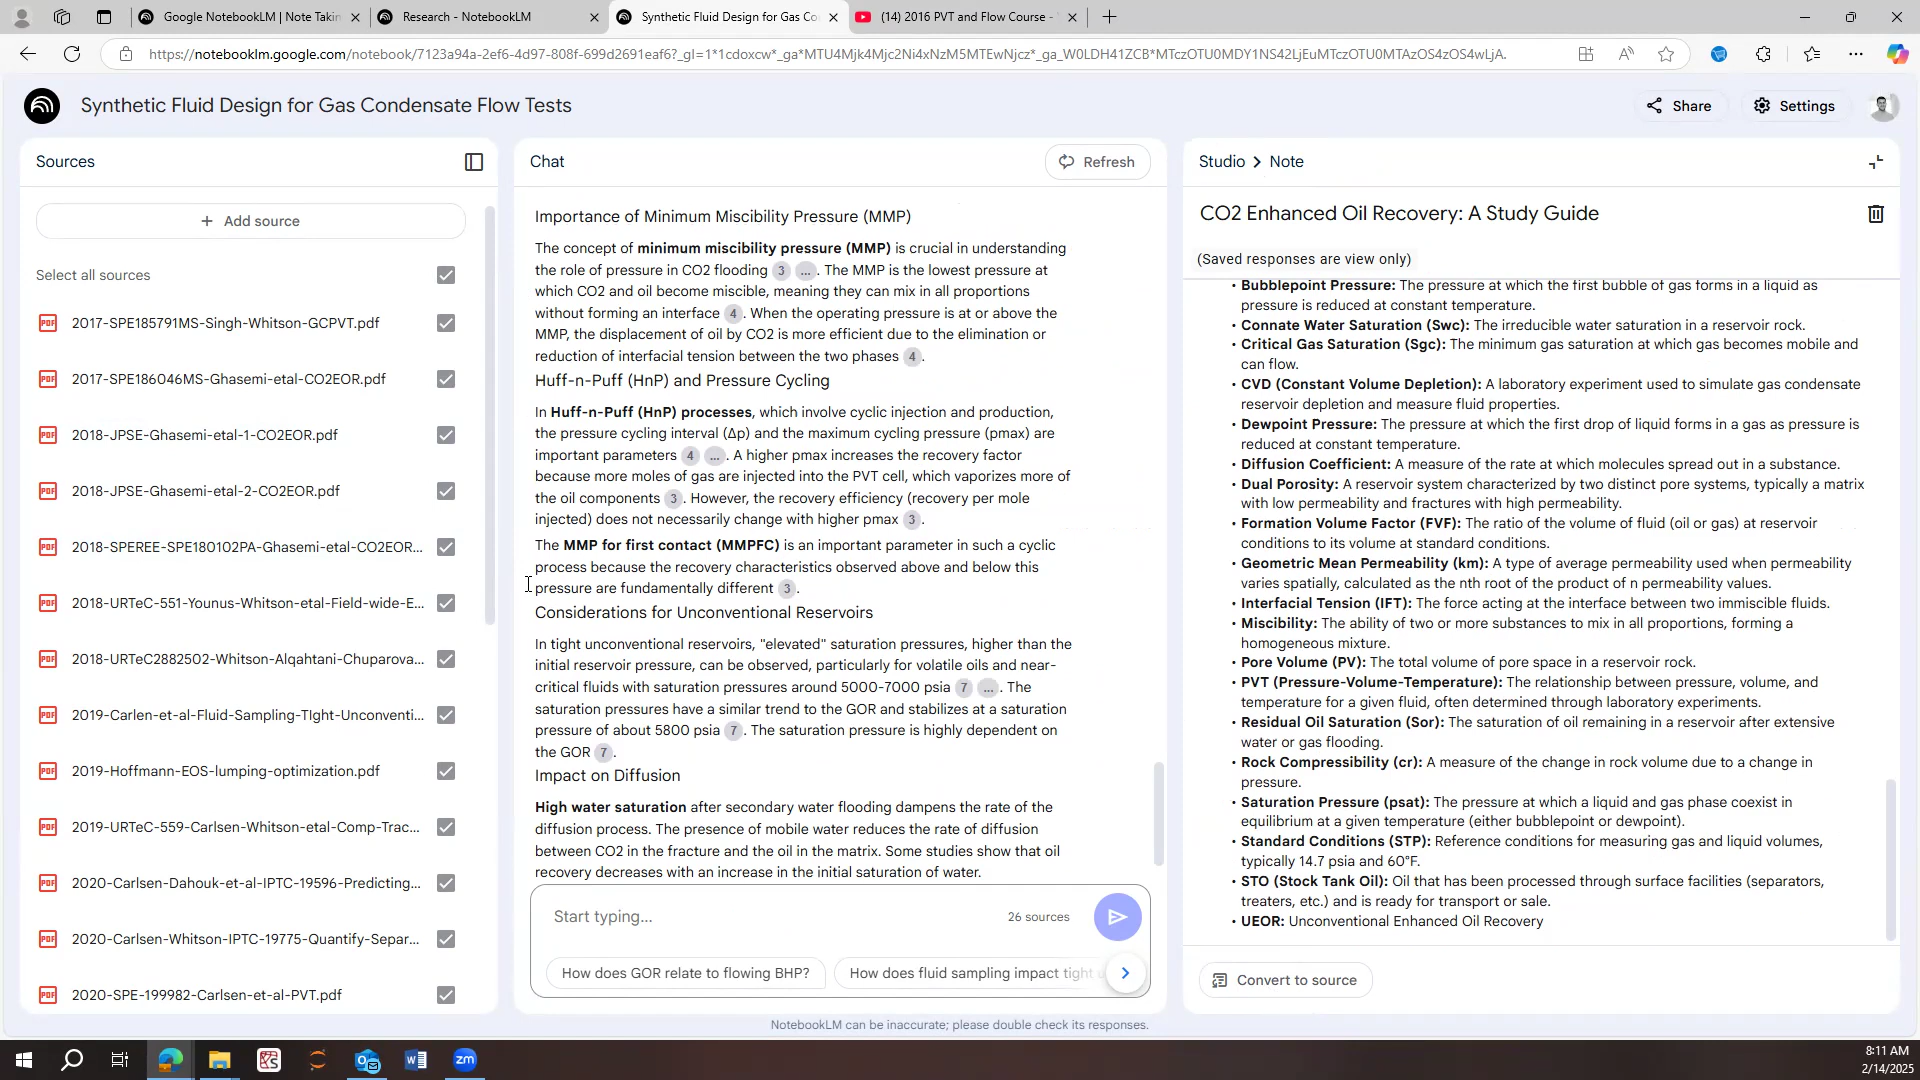 Google NotebookLM | Note Takin
Research - NotebookLM
Synthetic Fluid Design for Gas Co
(14) 2016 PVT and Flow Course -
https://notebooklm.google.com/notebook/7123a94a-2ef6-4d97-808f-699d2691eaf6?_gl=1*1cdoxcw*_ga*MTU4Mjk4Mjc2Ni4xNzM5MTEwNjcz*_ga_W0LDH41ZCB*MTczOTU0MDY1NS42LjEuMTczOTU0MTAzOS4zOS4wLjA.
Synthetic Fluid Design for Gas Condensate Flow Tests
Share
Settings
Sources
Add source
Select all sources
2017-SPE185791MS-Singh-Whitson-GCPVT.pdf
2017-SPE186046MS-Ghasemi-etal-CO2EOR.pdf
2018-JPSE-Ghasemi-etal-1-CO2EOR.pdf
2018-JPSE-Ghasemi-etal-2-CO2EOR.pdf
2018-SPEREE-SPE180102PA-Ghasemi-etal-CO2EOR...
2018-URTeC-551-Younus-Whitson-etal-Field-wide-E...
2018-URTeC2882502-Whitson-Alqahtani-Chuparova...
2019-Carlen-et-al-Fluid-Sampling-TIght-Unconventi...
2019-Hoffmann-EOS-lumping-optimization.pdf
2019-URTeC-559-Carlsen-Whitson-etal-Comp-Trac...
2020-Carlsen-Dahouk-et-al-IPTC-19596-Predicting...
2020-Carlsen-Whitson-IPTC-19775-Quantify-Separ...
2020-SPE-199982-Carlsen-et-al-PVT.pdf
Chat
Refresh
Importance of Minimum Miscibility Pressure (MMP)
The concept of minimum miscibility pressure (MMP) is crucial in understanding
the role of pressure in CO2 flooding 3 ... . The MMP is the lowest pressure at
which CO2 and oil become miscible, meaning they can mix in all proportions
without forming an interface 4 . When the operating pressure is at or above the
MMP, the displacement of oil by CO2 is more efficient due to the elimination or
reduction of interfacial tension between the two phases 4 .
Huff-n-Puff (HnP) and Pressure Cycling
In Huff-n-Puff (HnP) processes, which involve cyclic injection and production,
the pressure cycling interval (Δp) and the maximum cycling pressure (pmax) are
important parameters 4 ... . A higher pmax increases the recovery factor
because more moles of gas are injected into the PVT cell, which vaporizes more of
the oil components 3 . However, the recovery efficiency (recovery per mole
injected) does not necessarily change with higher pmax 3 .
The MMP for first contact (MMPFC) is an important parameter in such a cyclic
process because the recovery characteristics observed above and below this
pressure are fundamentally different 3 .
Considerations for Unconventional Reservoirs
In tight unconventional reservoirs, "elevated" saturation pressures, higher than the
initial reservoir pressure, can be observed, particularly for volatile oils and near-
critical fluids with saturation pressures around 5000-7000 psia 7 ... . The
saturation pressures have a similar trend to the GOR and stabilizes at a saturation
pressure of about 5800 psia 7 . The saturation pressure is highly dependent on
the GOR 7 .
Impact on Diffusion
High water saturation after secondary water flooding dampens the rate of the
diffusion process. The presence of mobile water reduces the rate of diffusion
between CO2 in the fracture and the oil in the matrix. Some studies show that oil
recovery decreases with an increase in the initial saturation of water.
Start typing...
26 sources
How does GOR relate to flowing BHP?
How does fluid sampling impact tight u
NotebookLM can be inaccurate; please double check its responses.
Studio > Note
CO2 Enhanced Oil Recovery: A Study Guide
(Saved responses are view only)
• Bubblepoint Pressure: The pressure at which the first bubble of gas forms in a liquid as
pressure is reduced at constant temperature.
• Connate Water Saturation (Swc): The irreducible water saturation in a reservoir rock.
• Critical Gas Saturation (Sgc): The minimum gas saturation at which gas becomes mobile and
can flow.
• CVD (Constant Volume Depletion): A laboratory experiment used to simulate gas condensate
reservoir depletion and measure fluid properties.
• Dewpoint Pressure: The pressure at which the first drop of liquid forms in a gas as pressure is
reduced at constant temperature.
• Diffusion Coefficient: A measure of the rate at which molecules spread out in a substance.
• Dual Porosity: A reservoir system characterized by two distinct pore systems, typically a matrix
with low permeability and fractures with high permeability.
• Formation Volume Factor (FVF): The ratio of the volume of fluid (oil or gas) at reservoir
conditions to its volume at standard conditions.
• Geometric Mean Permeability (km): A type of average permeability used when permeability
varies spatially, calculated as the nth root of the product of n permeability values.
• Interfacial Tension (IFT): The force acting at the interface between two immiscible fluids.
• Miscibility: The ability of two or more substances to mix in all proportions, forming a
homogeneous mixture.
• Pore Volume (PV): The total volume of pore space in a reservoir rock.
• PVT (Pressure-Volume-Temperature): The relationship between pressure, volume, and
temperature for a given fluid, often determined through laboratory experiments.
• Residual Oil Saturation (Sor): The saturation of oil remaining in a reservoir after extensive
water or gas flooding.
• Rock Compressibility (cr): A measure of the change in rock volume due to a change in
pressure.
• Saturation Pressure (psat): The pressure at which a liquid and gas phase coexist in
equilibrium at a given temperature (either bubblepoint or dewpoint).
• Standard Conditions (STP): Reference conditions for measuring gas and liquid volumes,
typically 14.7 psia and 60°F.
• STO (Stock Tank Oil): Oil that has been processed through surface facilities (separators,
treaters, etc.) and is ready for transport or sale.
• UEOR: Unconventional Enhanced Oil Recovery
Convert to source
8:11 AM
2/14/2025